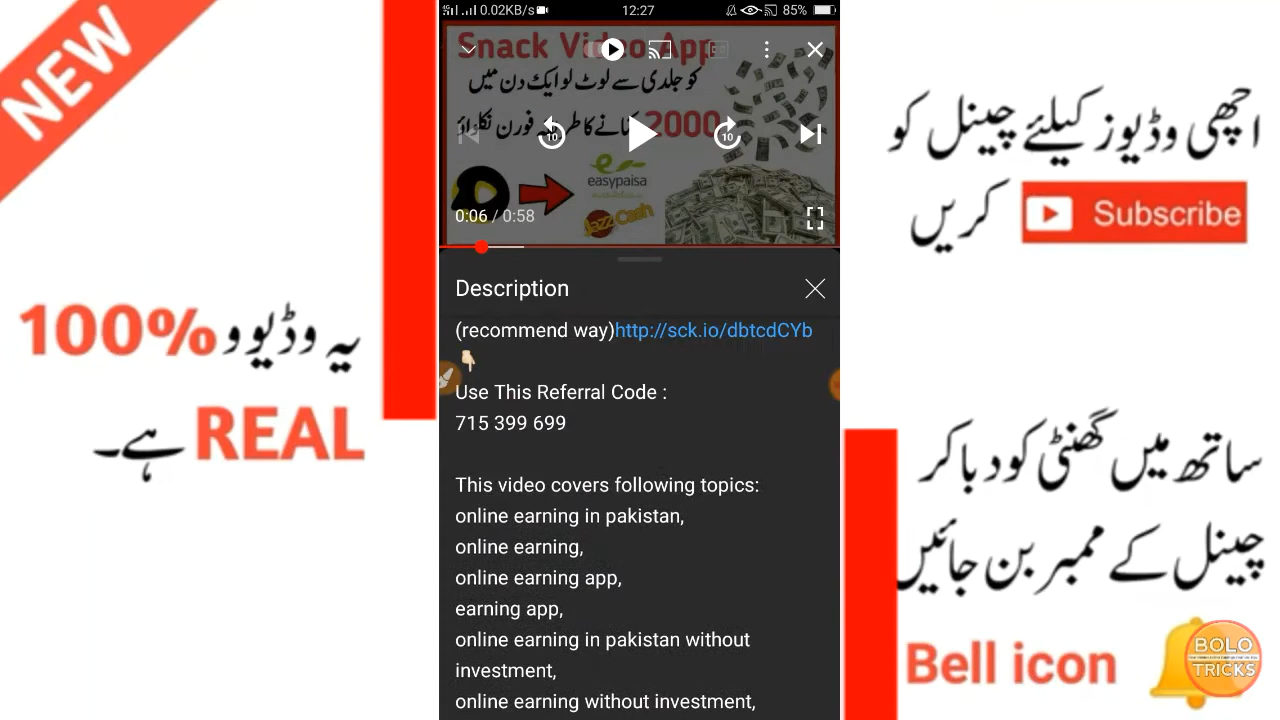 NEW
یہ وڈیوو 100%
REAL ہے۔
0.02KB/s 12:27 85%
Snack Video App
کو جلدی سے لوٹ لو ایک دن میں
2000
easypaisa
JazzCash
10
10
0:06 / 0:58
Description
(recommend way)http://sck.io/dbtcdCYb
👇🏻
Use This Referral Code :
715 399 699
This video covers following topics:
online earning in pakistan,
online earning,
online earning app,
earning app,
online earning in pakistan without
investment,
online earning without investment,
اچھی وڈیوز کیلئے چینل کو
Subscribe کریں
ساتھ میں گھنٹی کو دبا کر
چینل کے ممبر بن جائیں
Bell icon
BOLO
TRICKS